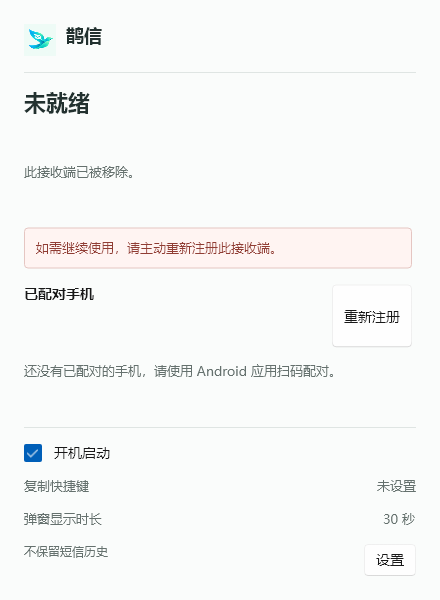 鹊信
未就绪
此接收端已被移除。
如需继续使用，请主动重新注册此接收端。
已配对手机
重新注册
还没有已配对的手机，请使用 Android 应用扫码配对。
开机启动
复制快捷键 未设置
弹窗显示时长 30 秒
不保留短信历史 设置